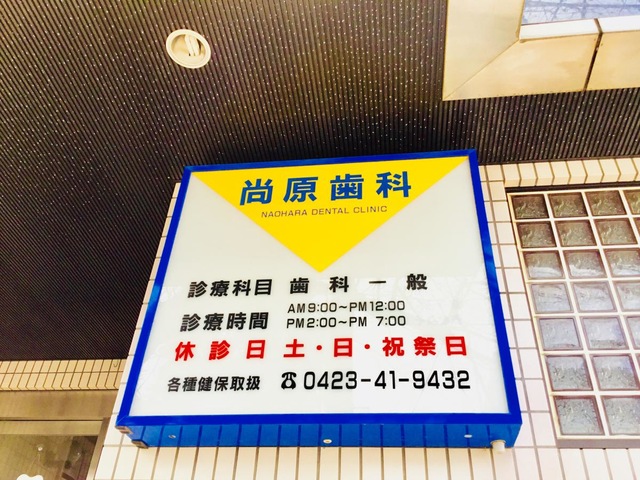 尚原歯科
NAOHARA DENTAL CLINIC
診療科目 歯科一般
診療時間 AM9:00～PM12:00
PM2:00～PM 7:00
休診日 土・日・祝祭日
各種健保取扱 ☎0423-41-9432